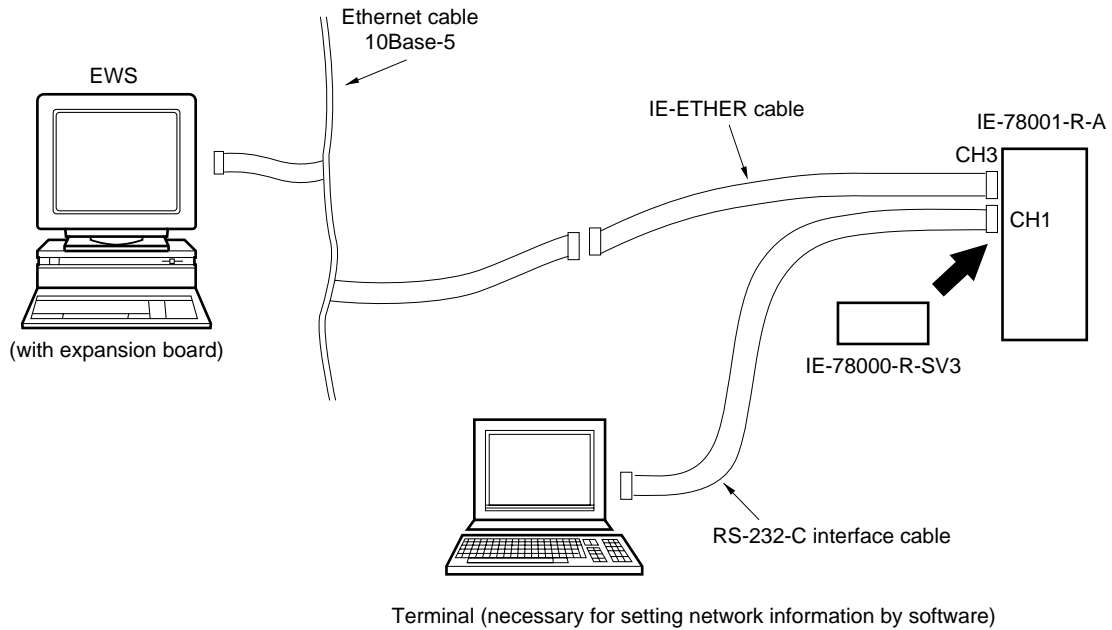 Ethernet cable
10Base-5
EWS
IE-ETHER cable
IE-78001-R-A
CH3
CH1
(with expansion board)
IE-78000-R-SV3
RS-232-C interface cable
Terminal (necessary for setting network information by software)